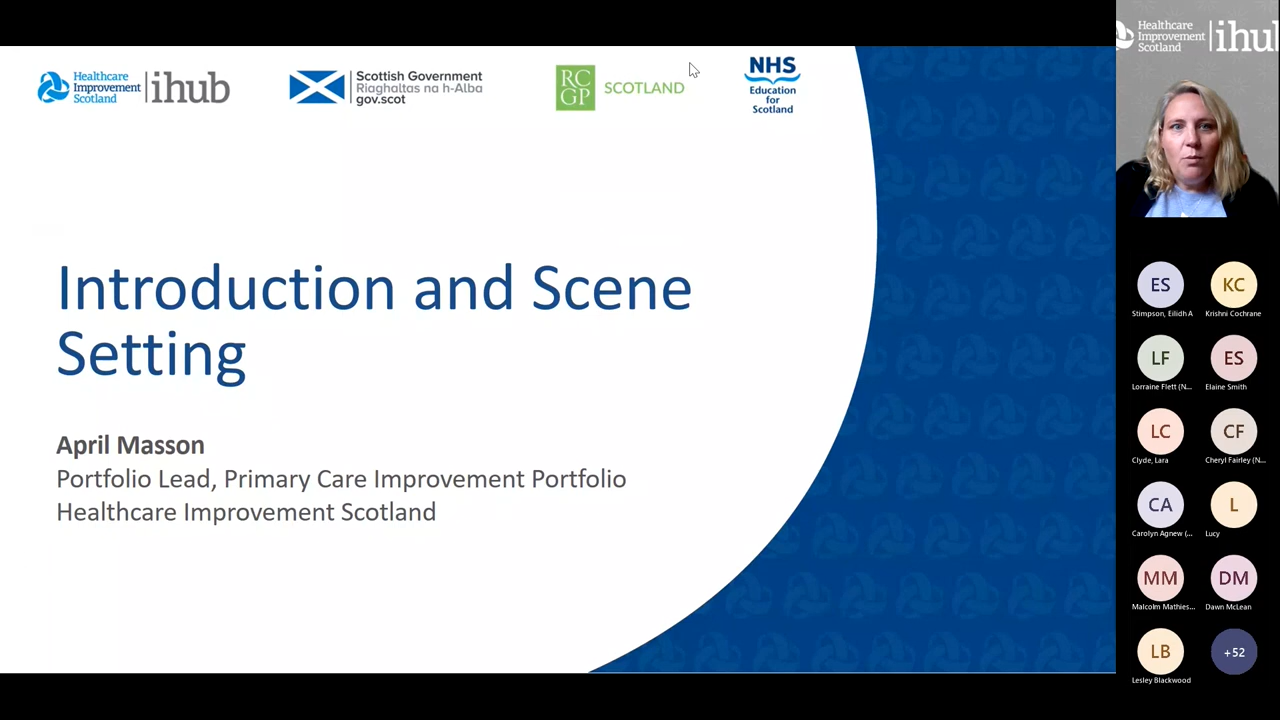 Healthcare
Improvement
Scotland
ihub
Scottish Government
Riaghaltas na h-Alba
gov.scot
RC
GP
SCOTLAND
NHS
Education
for
Scotland
Introduction and Scene
Setting
April Masson
Portfolio Lead, Primary Care Improvement Portfolio
Healthcare Improvement Scotland
Healthcare
Improvement
Scotland
ihu
ES
KC
Stimpson, Eilidh A
Krishni Cochrane
LF
ES
Lorraine Flett (N...
Elaine Smith
LC
CF
Clyde, Lara
Cheryl Fairley (N...
CA
L
Carolyn Agnew (...
Lucy
MM
DM
Malcolm Mathies...
Dawn McLean
LB
+52
Lesley Blackwood